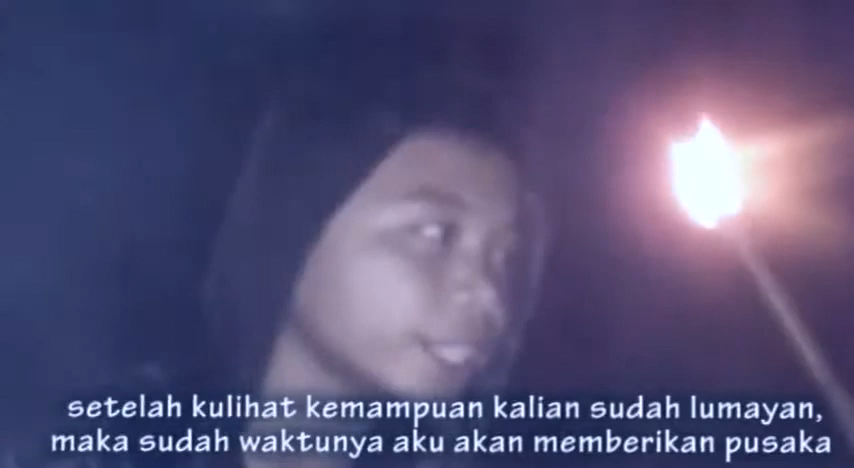 setelah kulihat kemampuan kalian sudah lumayan,
maka sudah waktunya aku akan memberikan pusaka